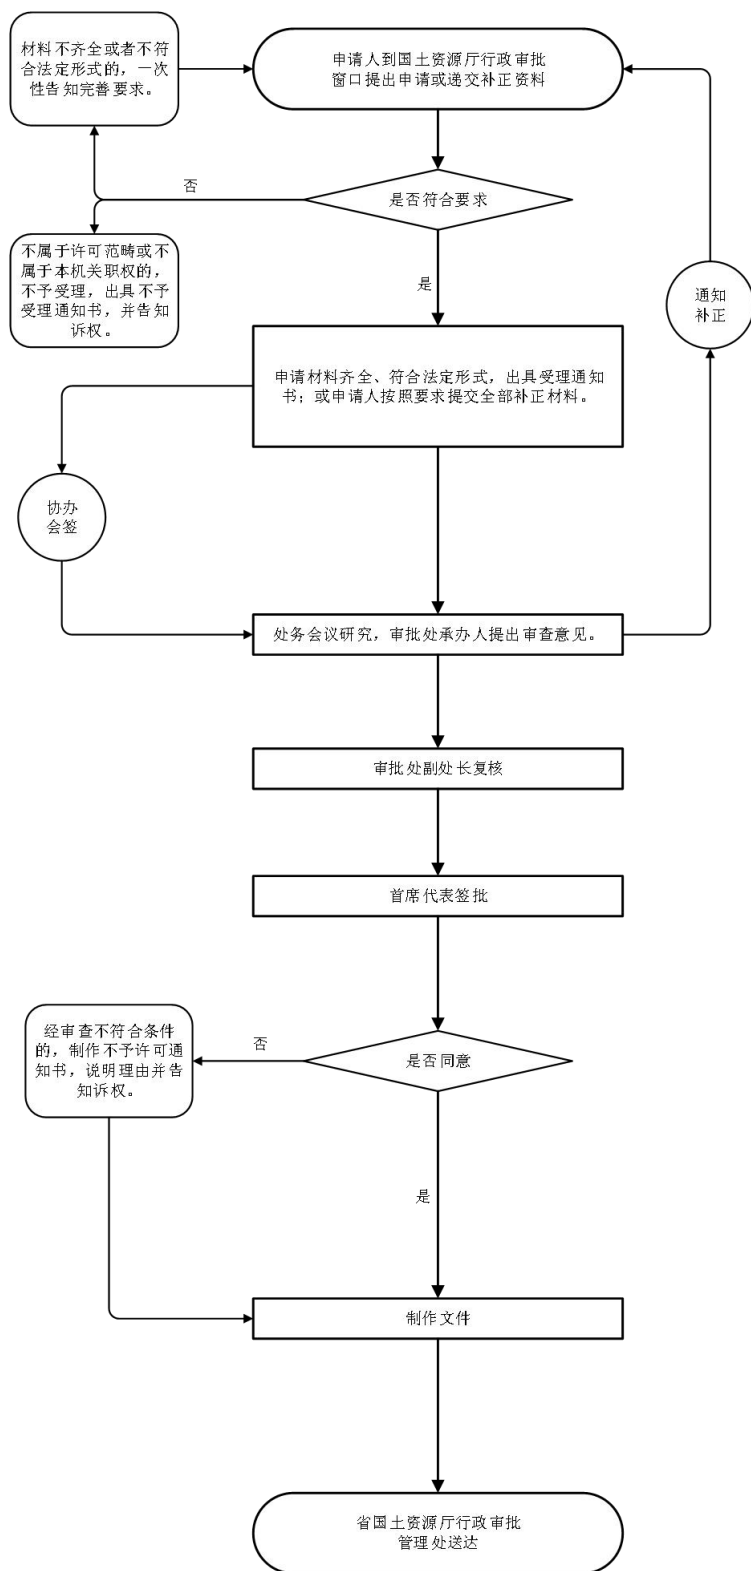 材料不齐全或者不符
合法定形式的，一次
性告知完善要求。
申请人到国土资源厅行政审批
窗口提出申请或递交补正资料
否
是否符合要求
不属于许可范畴或不
属于本机关职权的，
不予受理，出具不予
受理通知书，并告知
诉权。
是
通知
补正
申请材料齐全、符合法定形式，出具受理通知
书；或申请人按照要求提交全部补正材料。
协办
会签
处务会议研究，审批处承办人提出审查意见。
审批处副处长复核
首席代表签批
经审查不符合条件
的，制作不予许可通
知书，说明理由并告
知诉权。
否
是否同意
是
制作文件
省国土资源厅行政审批
管理处送达